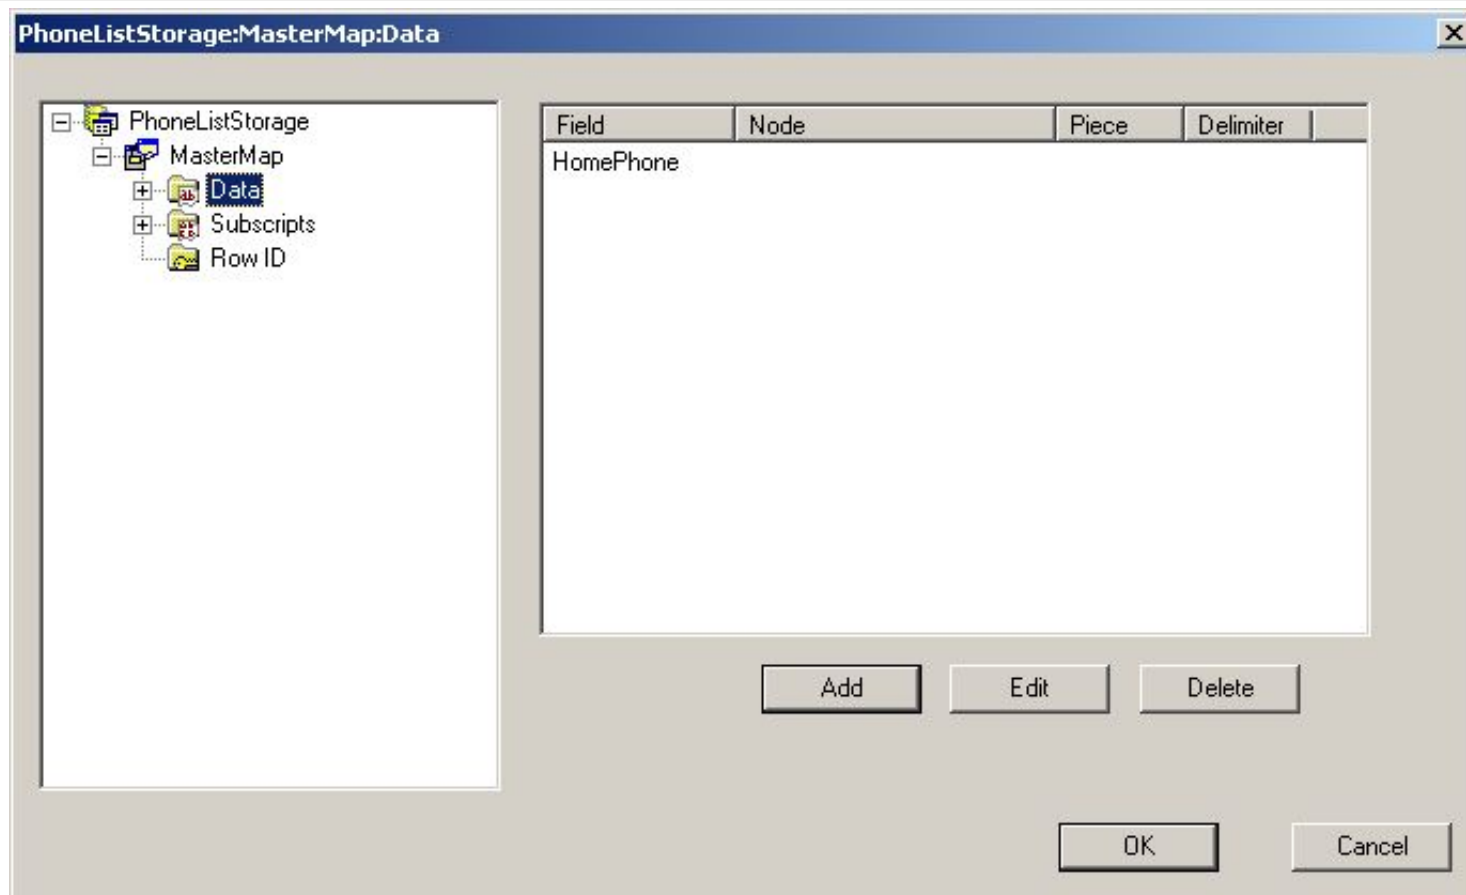 PhoneListStorage:MasterMap:Data
PhoneListStorage
MasterMap
Data
Subscripts
Row ID
Field Node Piece Delimiter
HomePhone
Add Edit Delete
OK Cancel